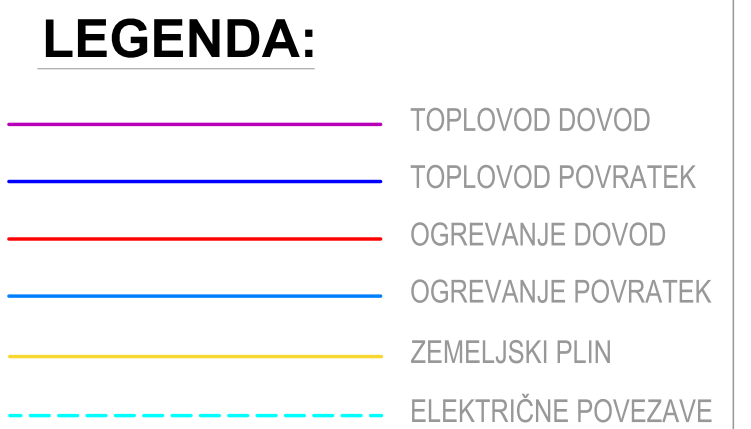 LEGENDA:
TOPLOVOD DOVOD
TOPLOVOD POVRATEK
OGREVANJE DOVOD
OGREVANJE POVRATEK
ZEMELJSKI PLIN
ELEKTRIČNE POVEZAVE